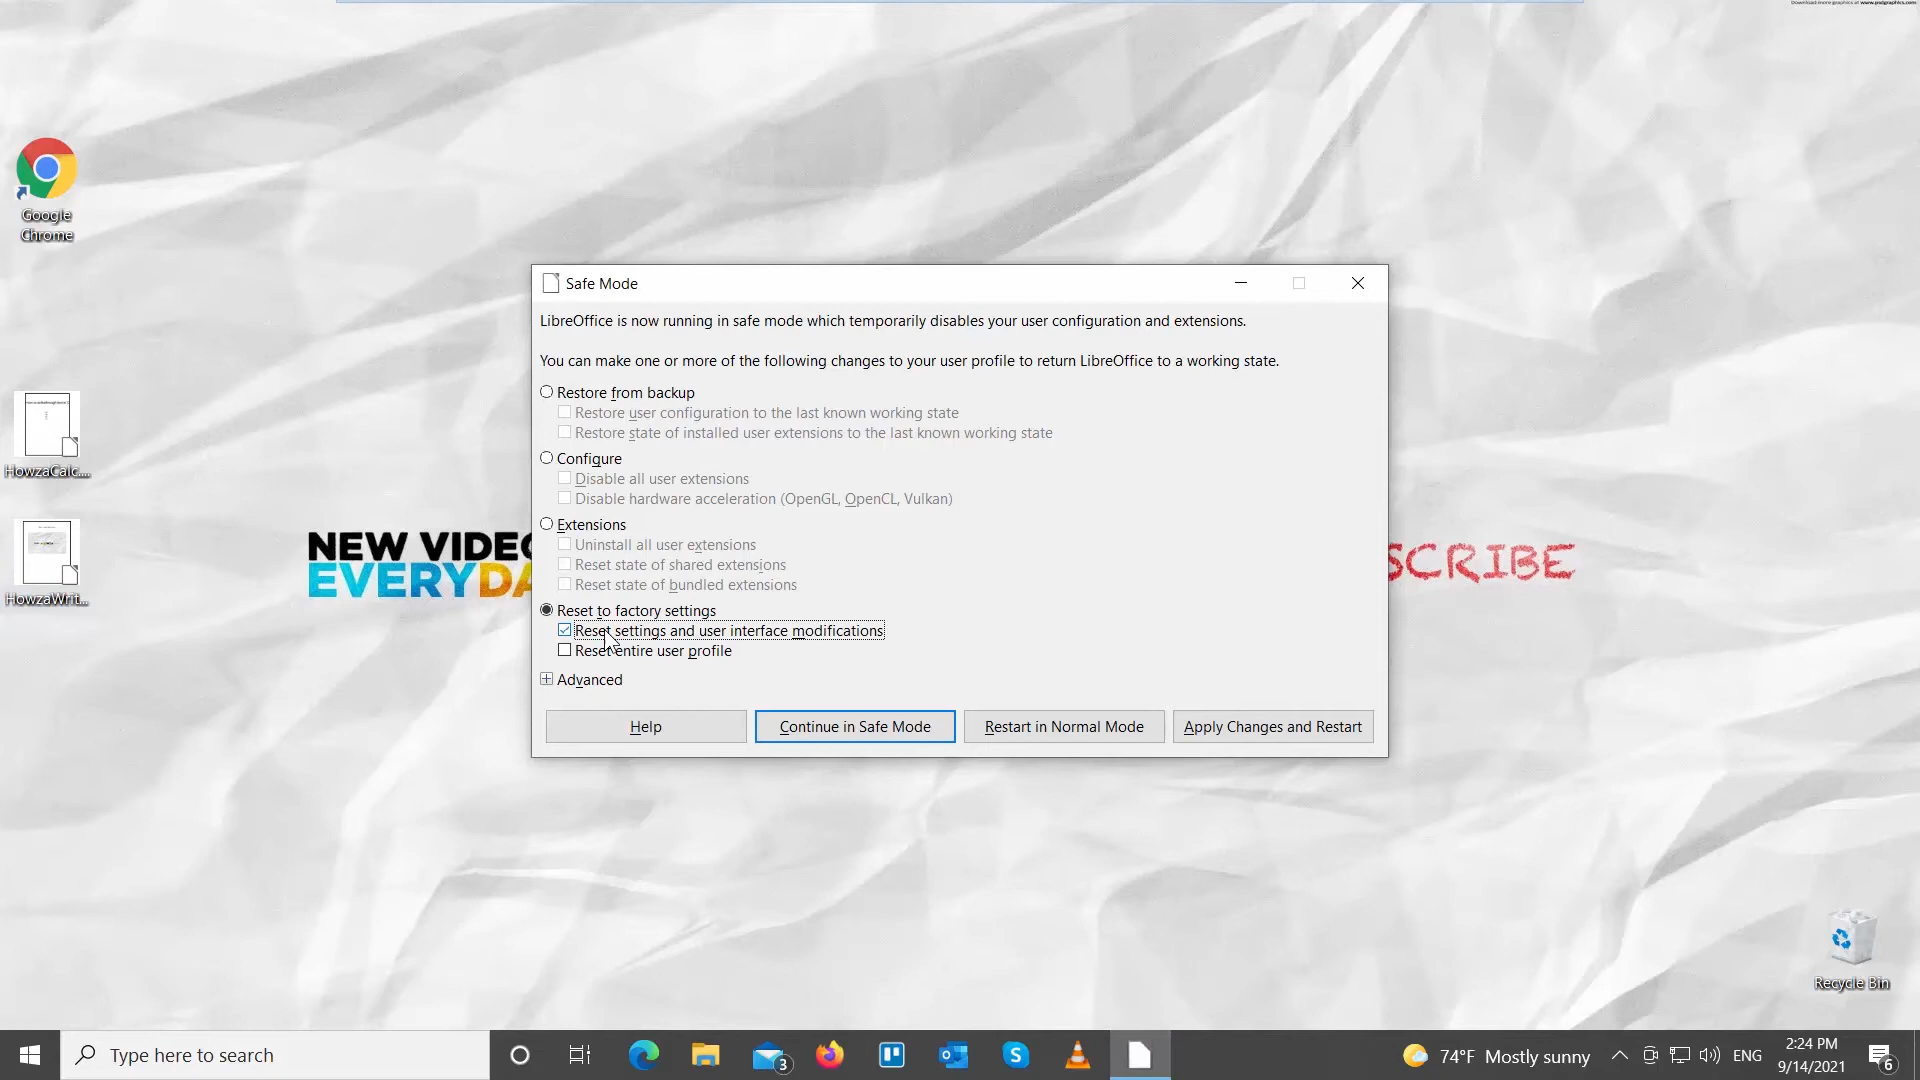 Download more graphics at www.psdgraphics.com
Google
Chrome
HowzaCalc....
HowzaWrit...
NEW VIDEO
EVERYDA
SCRIBE
Safe Mode
LibreOffice is now running in safe mode which temporarily disables your user configuration and extensions.
You can make one or more of the following changes to your user profile to return LibreOffice to a working state.
Restore from backup
Restore user configuration to the last known working state
Restore state of installed user extensions to the last known working state
Configure
Disable all user extensions
Disable hardware acceleration (OpenGL, OpenCL, Vulkan)
Extensions
Uninstall all user extensions
Reset state of shared extensions
Reset state of bundled extensions
Reset to factory settings
Reset settings and user interface modifications
Reset entire user profile
Advanced
Help
Continue in Safe Mode
Restart in Normal Mode
Apply Changes and Restart
Recycle Bin
Type here to search
3
74°F Mostly sunny
ENG
2:24 PM
9/14/2021
6